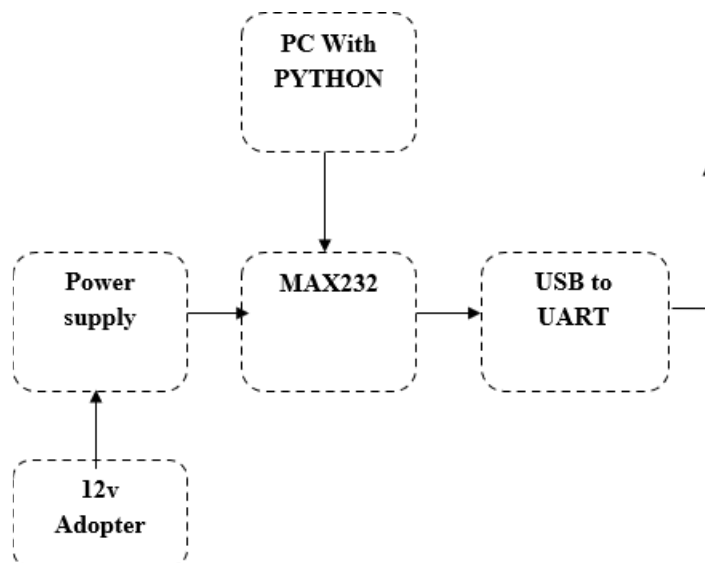 PC With
PYTHON
Power
supply
MAX232
USB to
UART
12v
Adopter